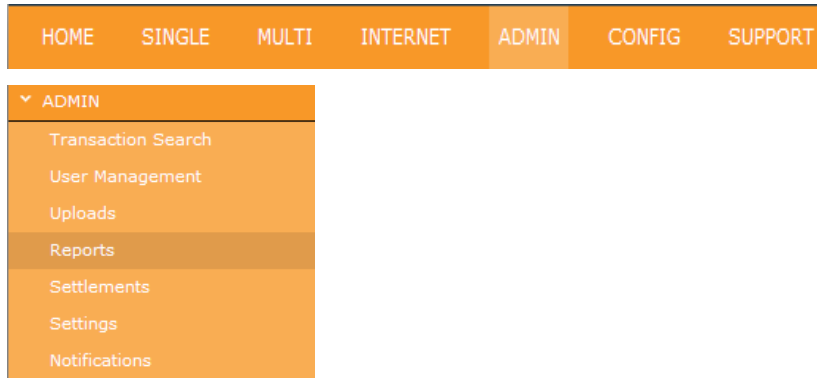 HOME SINGLE MULTI INTERNET ADMIN CONFIG SUPPORT
ADMIN
Transaction Search
User Management
Uploads
Reports
Settlements
Settings
Notifications